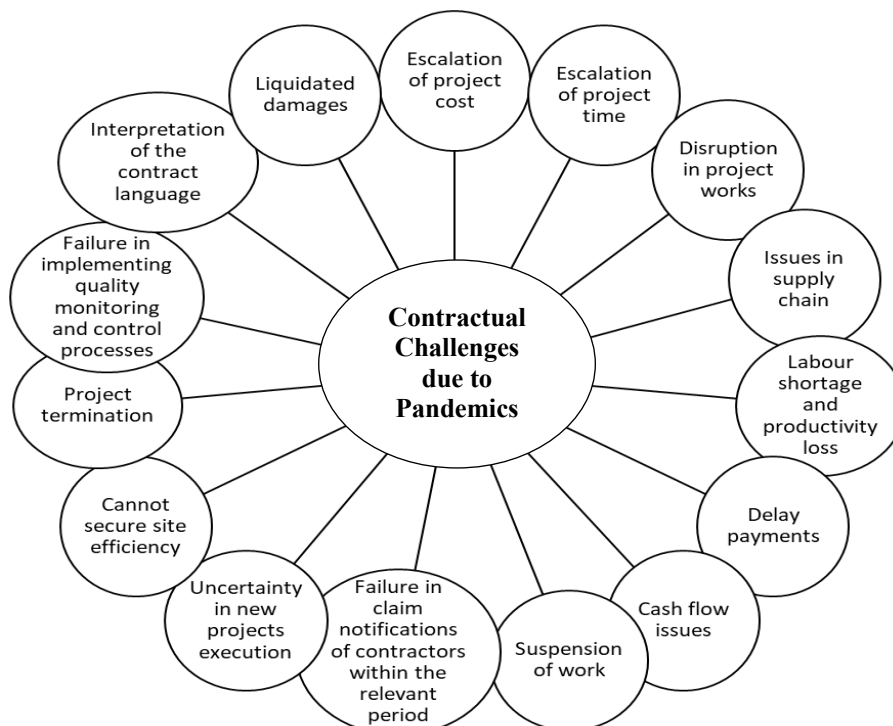 Contractual
Challenges
due to
Pandemics
Escalation
of project
cost
Escalation
of project
time
Disruption
in project
works
Issues in
supply
chain
Labour
shortage
and
productivity
loss
Delay
payments
Cash flow
issues
Suspension
of work
Failure in
claim
notifications
of contractors
within the
relevant
period
Uncertainty
in new
projects
execution
Cannot
secure site
efficiency
Project
termination
Failure in
implementing
quality
monitoring
and control
processes
Interpretation
of the
contract
language
Liquidated
damages